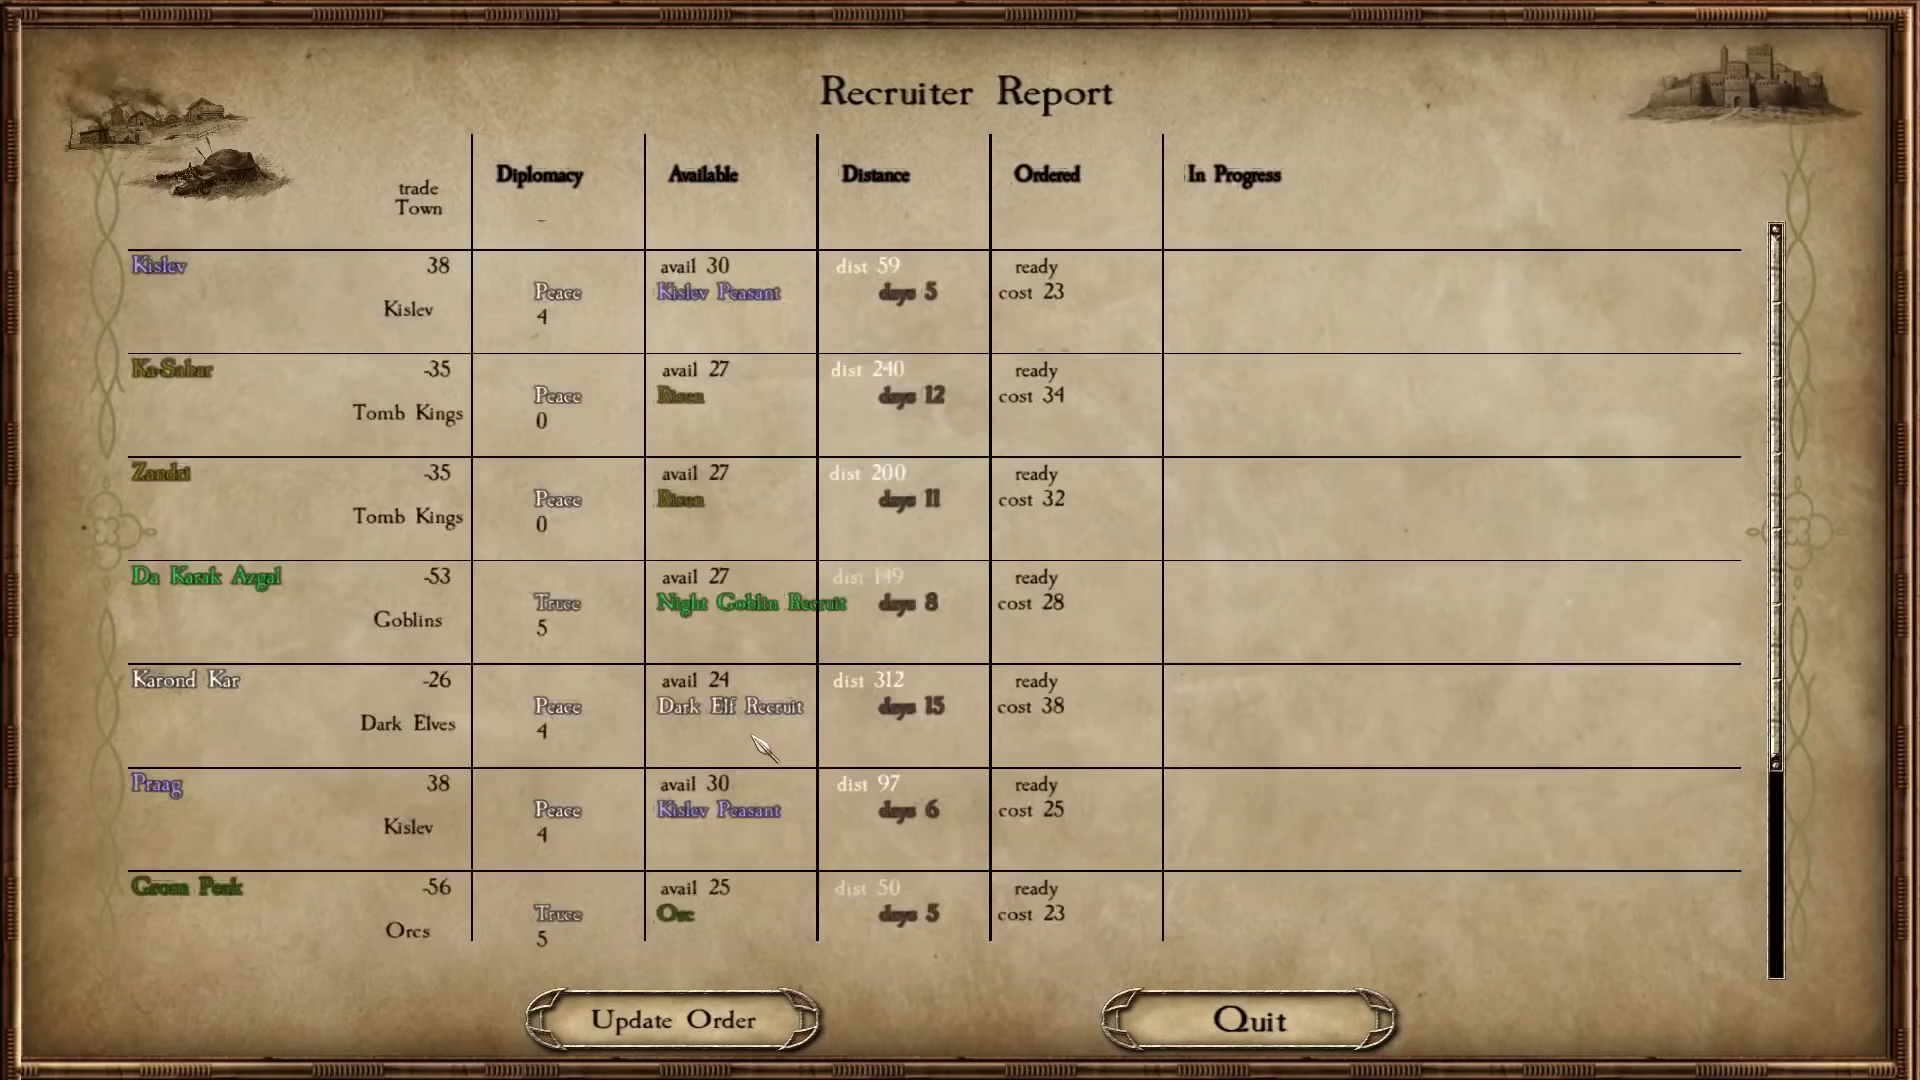 Recruiter Report
trade
Town
Diplomacy
Available
Distance
Ordered
In Progress
-
Kislev 38
Kislev
Peace
4
avail 30
Kislev Peasant
dist 59
days 5
ready
cost 23
Ka-Sabar -35
Tomb Kings
Peace
0
avail 27
Risen
dist 240
days 12
ready
cost 34
Zandri -35
Tomb Kings
Peace
0
avail 27
Risen
dist 200
days 11
ready
cost 32
Da Karak Azgal -53
Goblins
Truce
5
avail 27
Night Goblin Recruit
dist 149
days 8
ready
cost 28
Karond Kar -26
Dark Elves
Peace
4
avail 24
Dark Elf Recruit
dist 312
days 15
ready
cost 38
Praag 38
Kislev
Peace
4
avail 30
Kislev Peasant
dist 97
days 6
ready
cost 25
Grom Peak -56
Orcs
Truce
5
avail 25
Orc
dist 50
days 5
ready
cost 23
Update Order
Quit